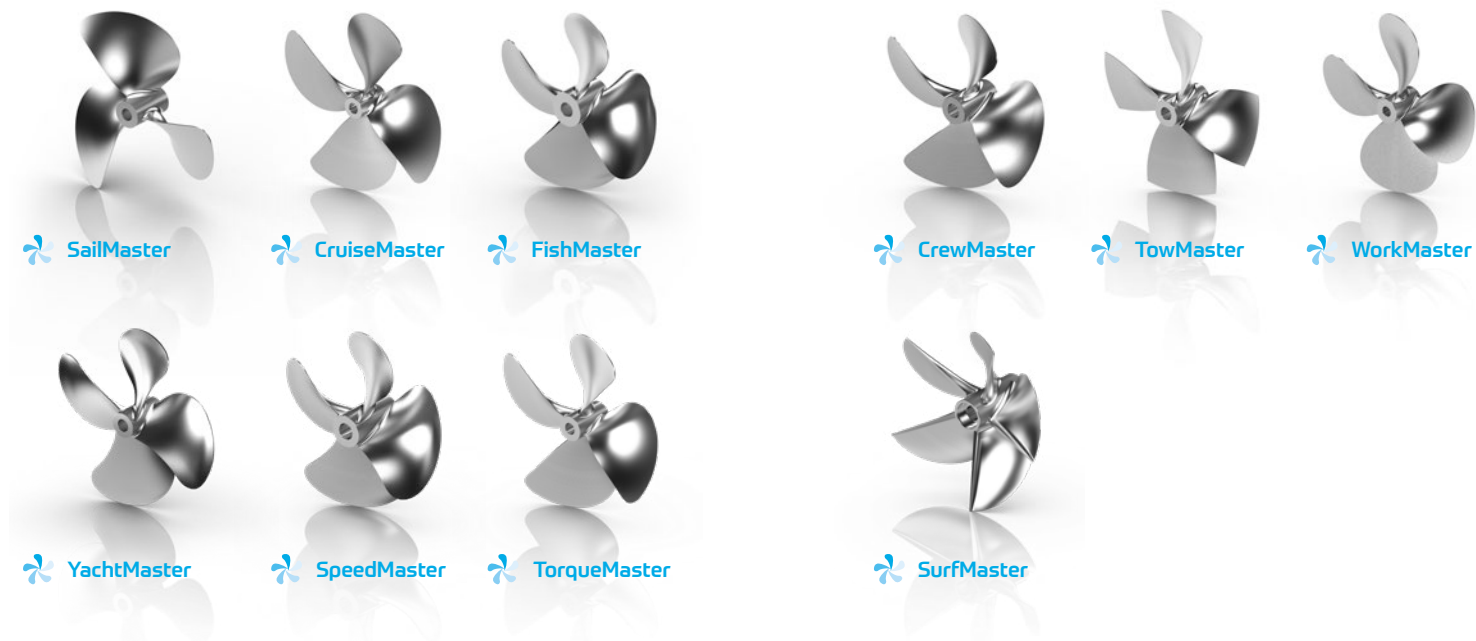 SailMaster
CruiseMaster
FishMaster
CrewMaster
TowMaster
WorkMaster
YachtMaster
SpeedMaster
TorqueMaster
SurfMaster